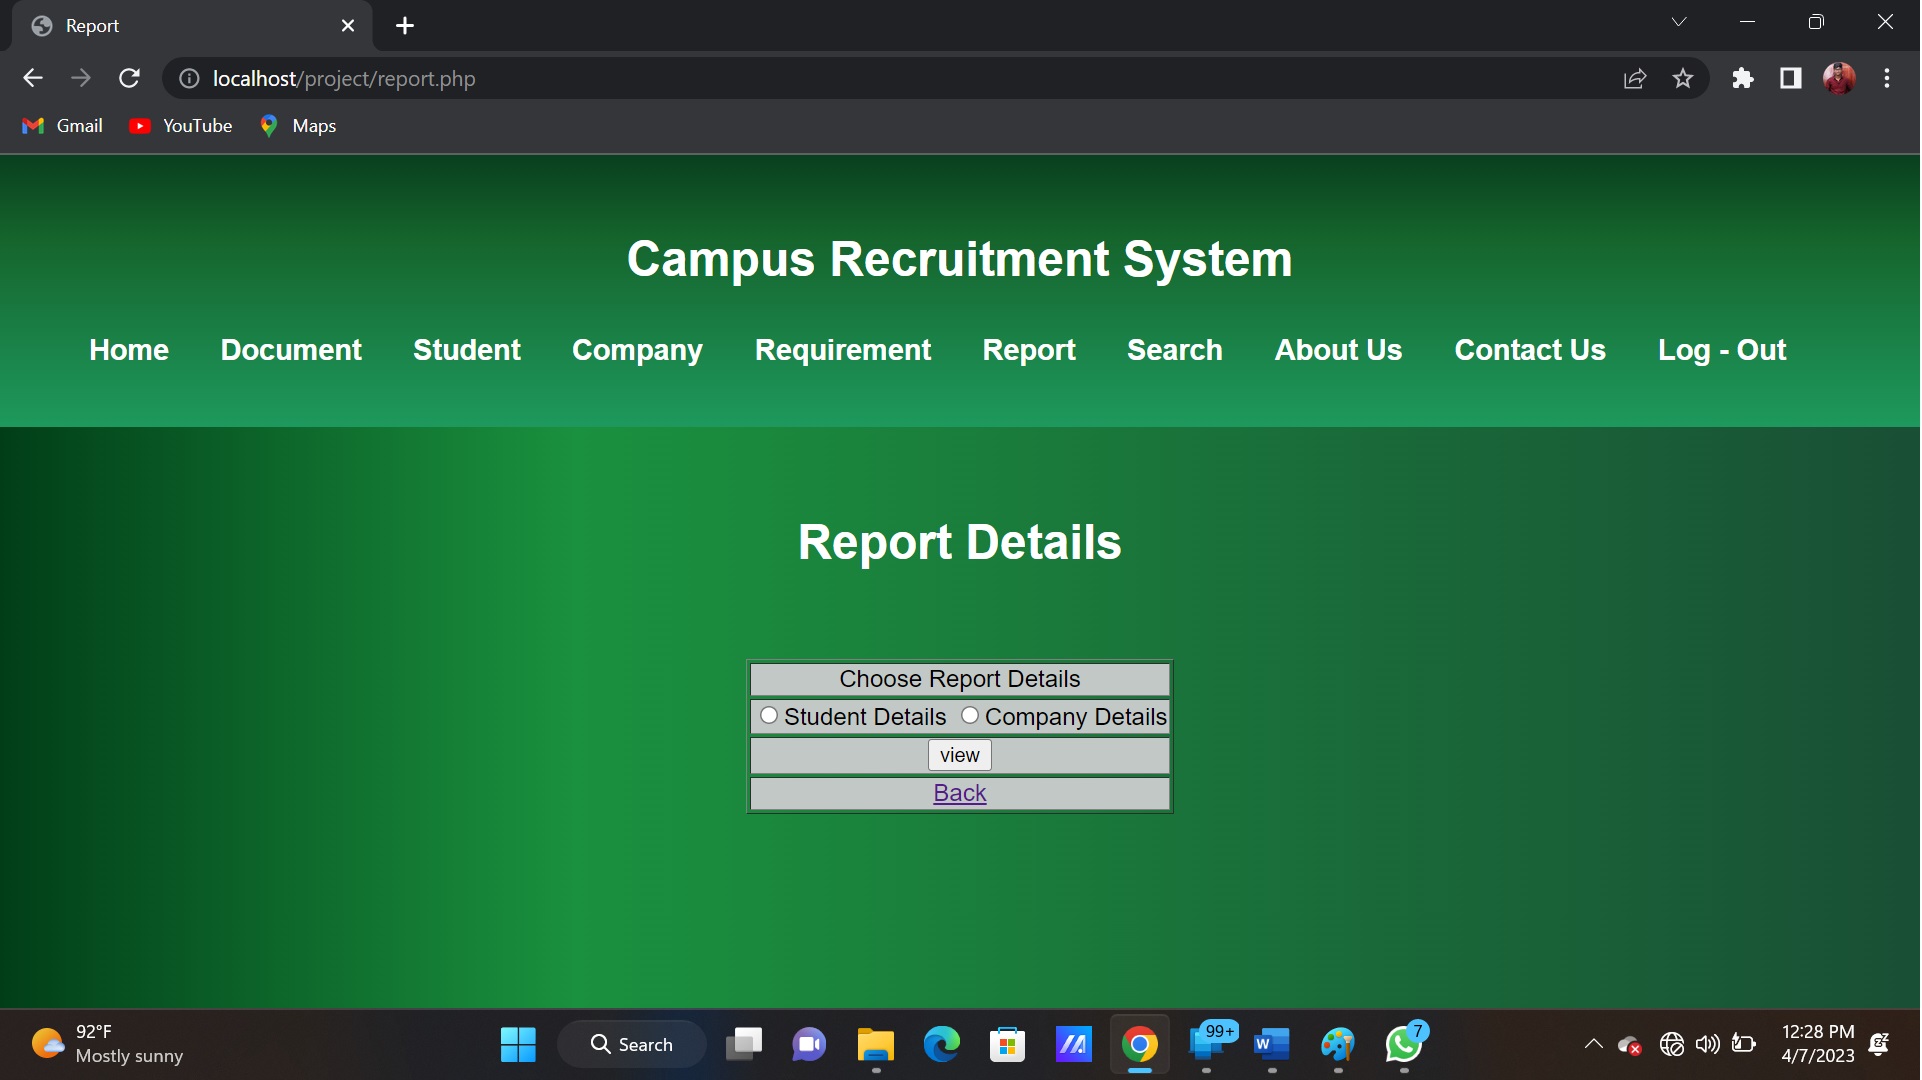 Report
localhost/project/report.php
Gmail YouTube Maps
Campus Recruitment System
Home Document Student Company Requirement Report Search About Us Contact Us Log - Out
Report Details
Choose Report Details
Student Details Company Details
view
Back
92°F
Mostly sunny
Search
99+
W
7
12:28 PM
4/7/2023